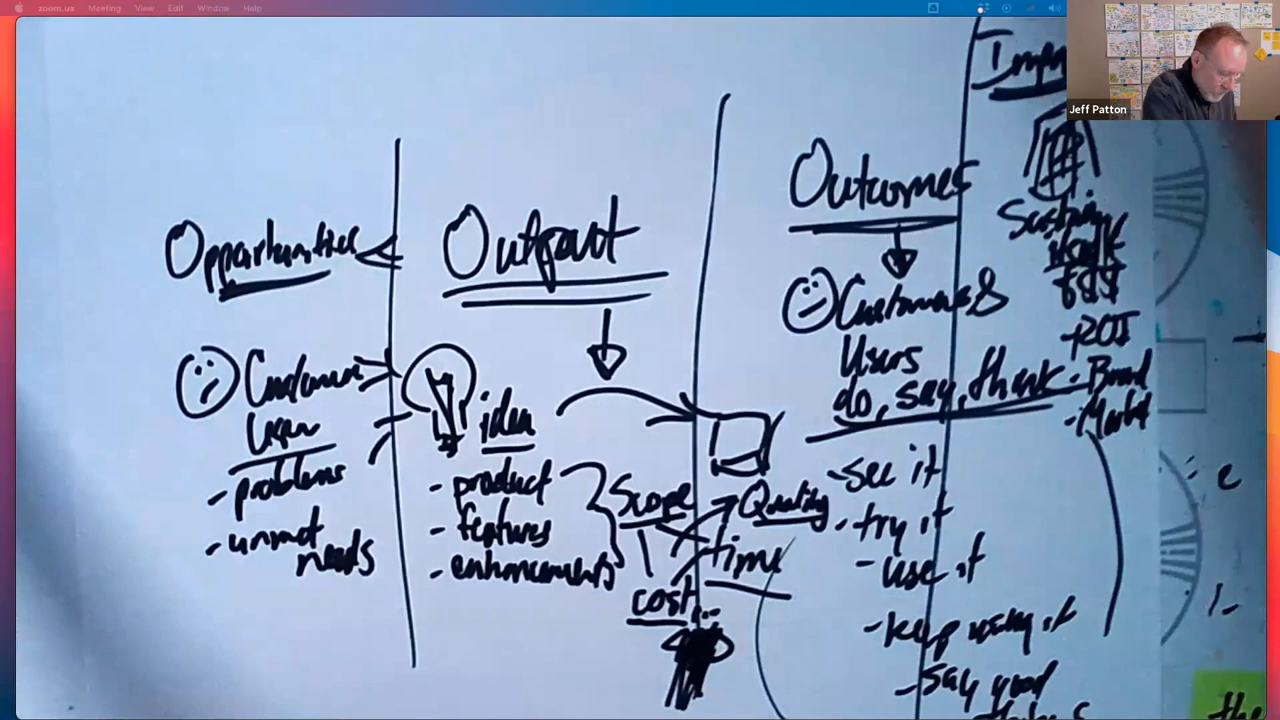 zoom.us Meeting View Edit Window Help
Jeff Patton
Opportunities
Customers
User
- problems
- unmet
needs
Output
idea
- product
- features
- enhancements
Scope
cost
time
Quality
Outcomes
Customers &
Users
do, say, think
- see it
- try it
- use it
- keep using it
- say good
ROI
- Brand
- Market
the